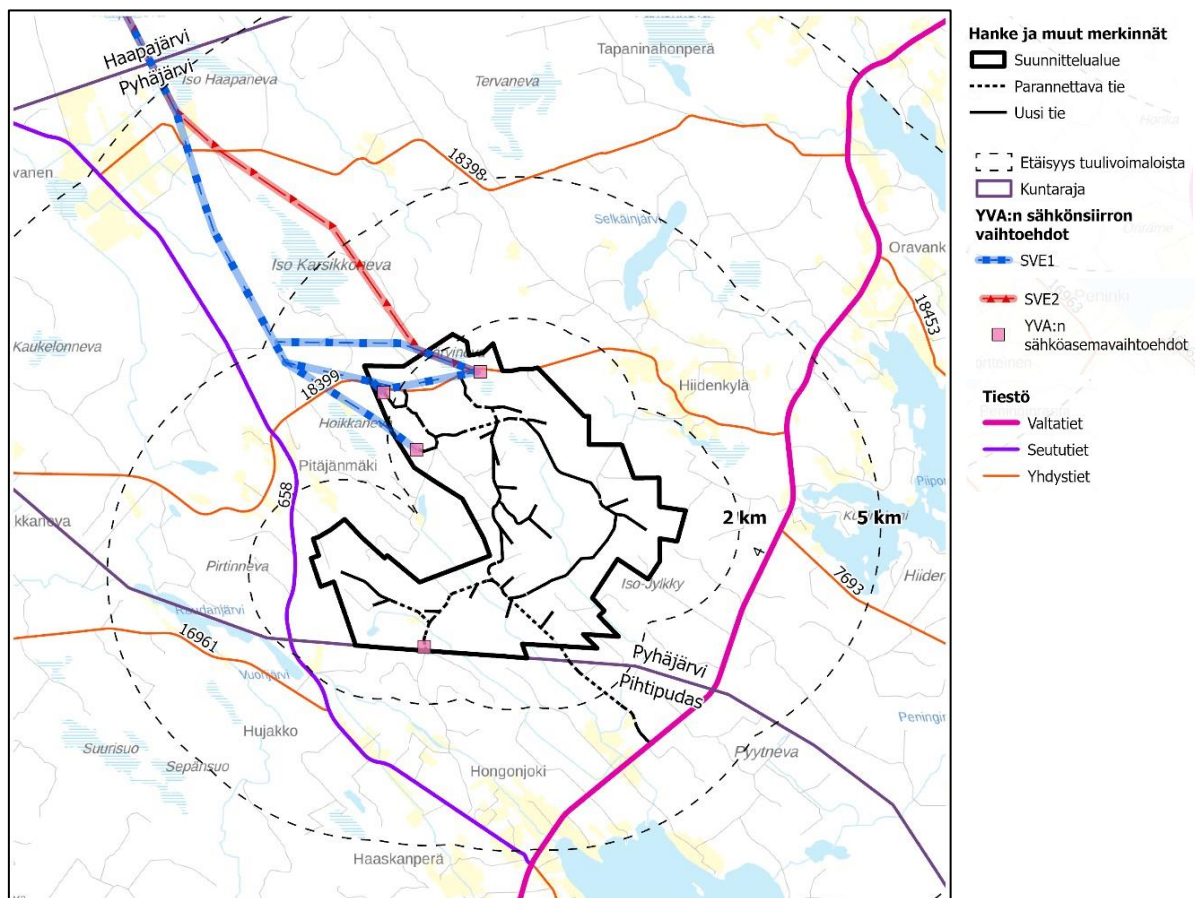 Haapajärvi
Pyhäjärvi
Iso Haapaneva
Tapaninahonperä
Tervaneva
vanen
18398
Selkäinjärvi
Oravank
18453
Iso Karsikkoneva
Kaukelonneva
18399
Hiidenkylä
Hoikkaneva
Pitäjänmäki
658
kkaneva
2 km
5 km
4
7693
Hiider
Pirtinneva
Iso-Jylkky
16961
Vuorijärvi
Pyhäjärvi
Pihtipudas
Peningin
Hujakko
Suurisuo
Sepänsuo
Pyytneva
Hongonjoki
Haaskanperä
Hanke ja muut merkinnät
Suunnittelualue
Parannettava tie
Uusi tie
Etäisyys tuulivoimaloista
Kuntaraja
YVA:n sähkönsiirron
vaihtoehdot
SVE1
SVE2
YVA:n
sähköasemavaihtoehdot
Tiestö
Valtatiet
Seututiet
Yhdystiet